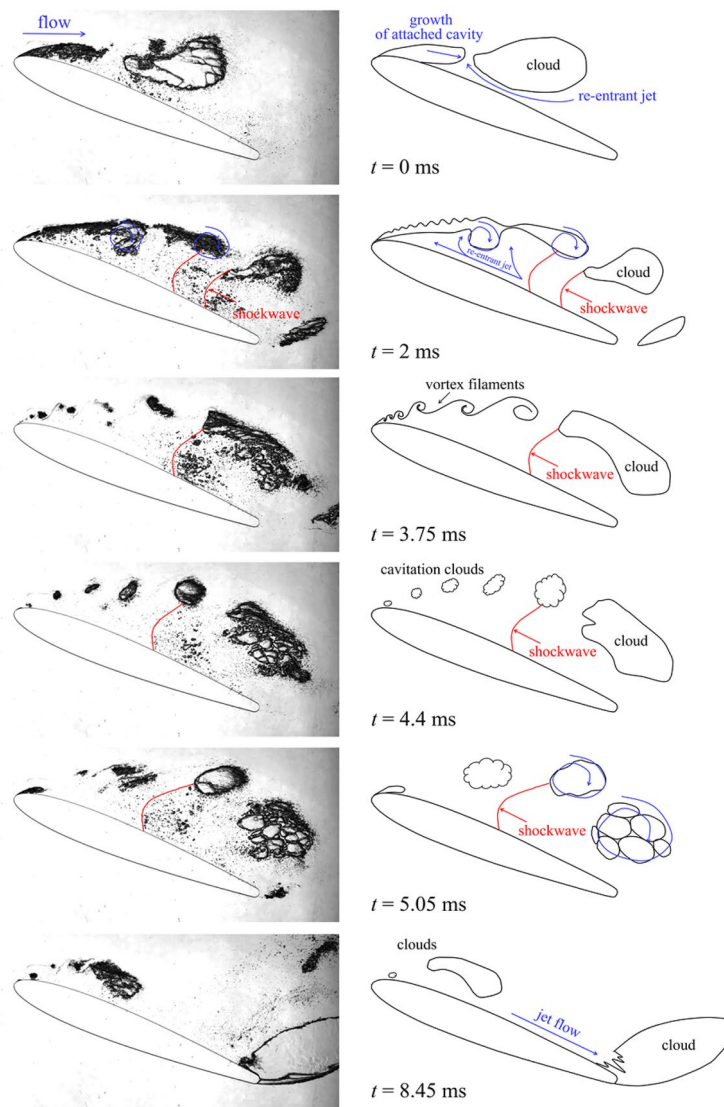 flow
growth
of attached cavity
cloud
re-entrant jet
t = 0 ms
shockwave
re-entrant jet
cloud
shockwave
t = 2 ms
vortex filaments
shockwave
cloud
t = 3.75 ms
cavitation clouds
shockwave
cloud
t = 4.4 ms
shockwave
t = 5.05 ms
clouds
jet flow
cloud
t = 8.45 ms